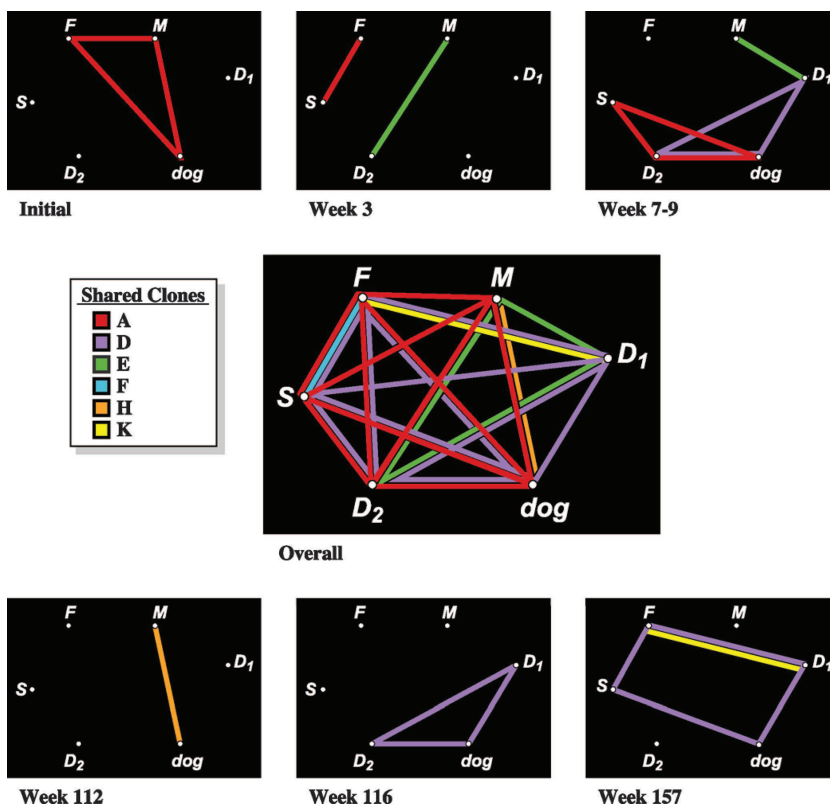 F M
D1
S
D2 dog
Initial
F M
D1
S
D2 dog
Week 3
F M
D1
S
D2 dog
Week 7-9
Shared Clones
A
D
E
F
H
K
F M
D1
S
D2 dog
Overall
F M
D1
S
D2 dog
Week 112
F M
D1
S
D2 dog
Week 116
F M
D1
S
D2 dog
Week 157